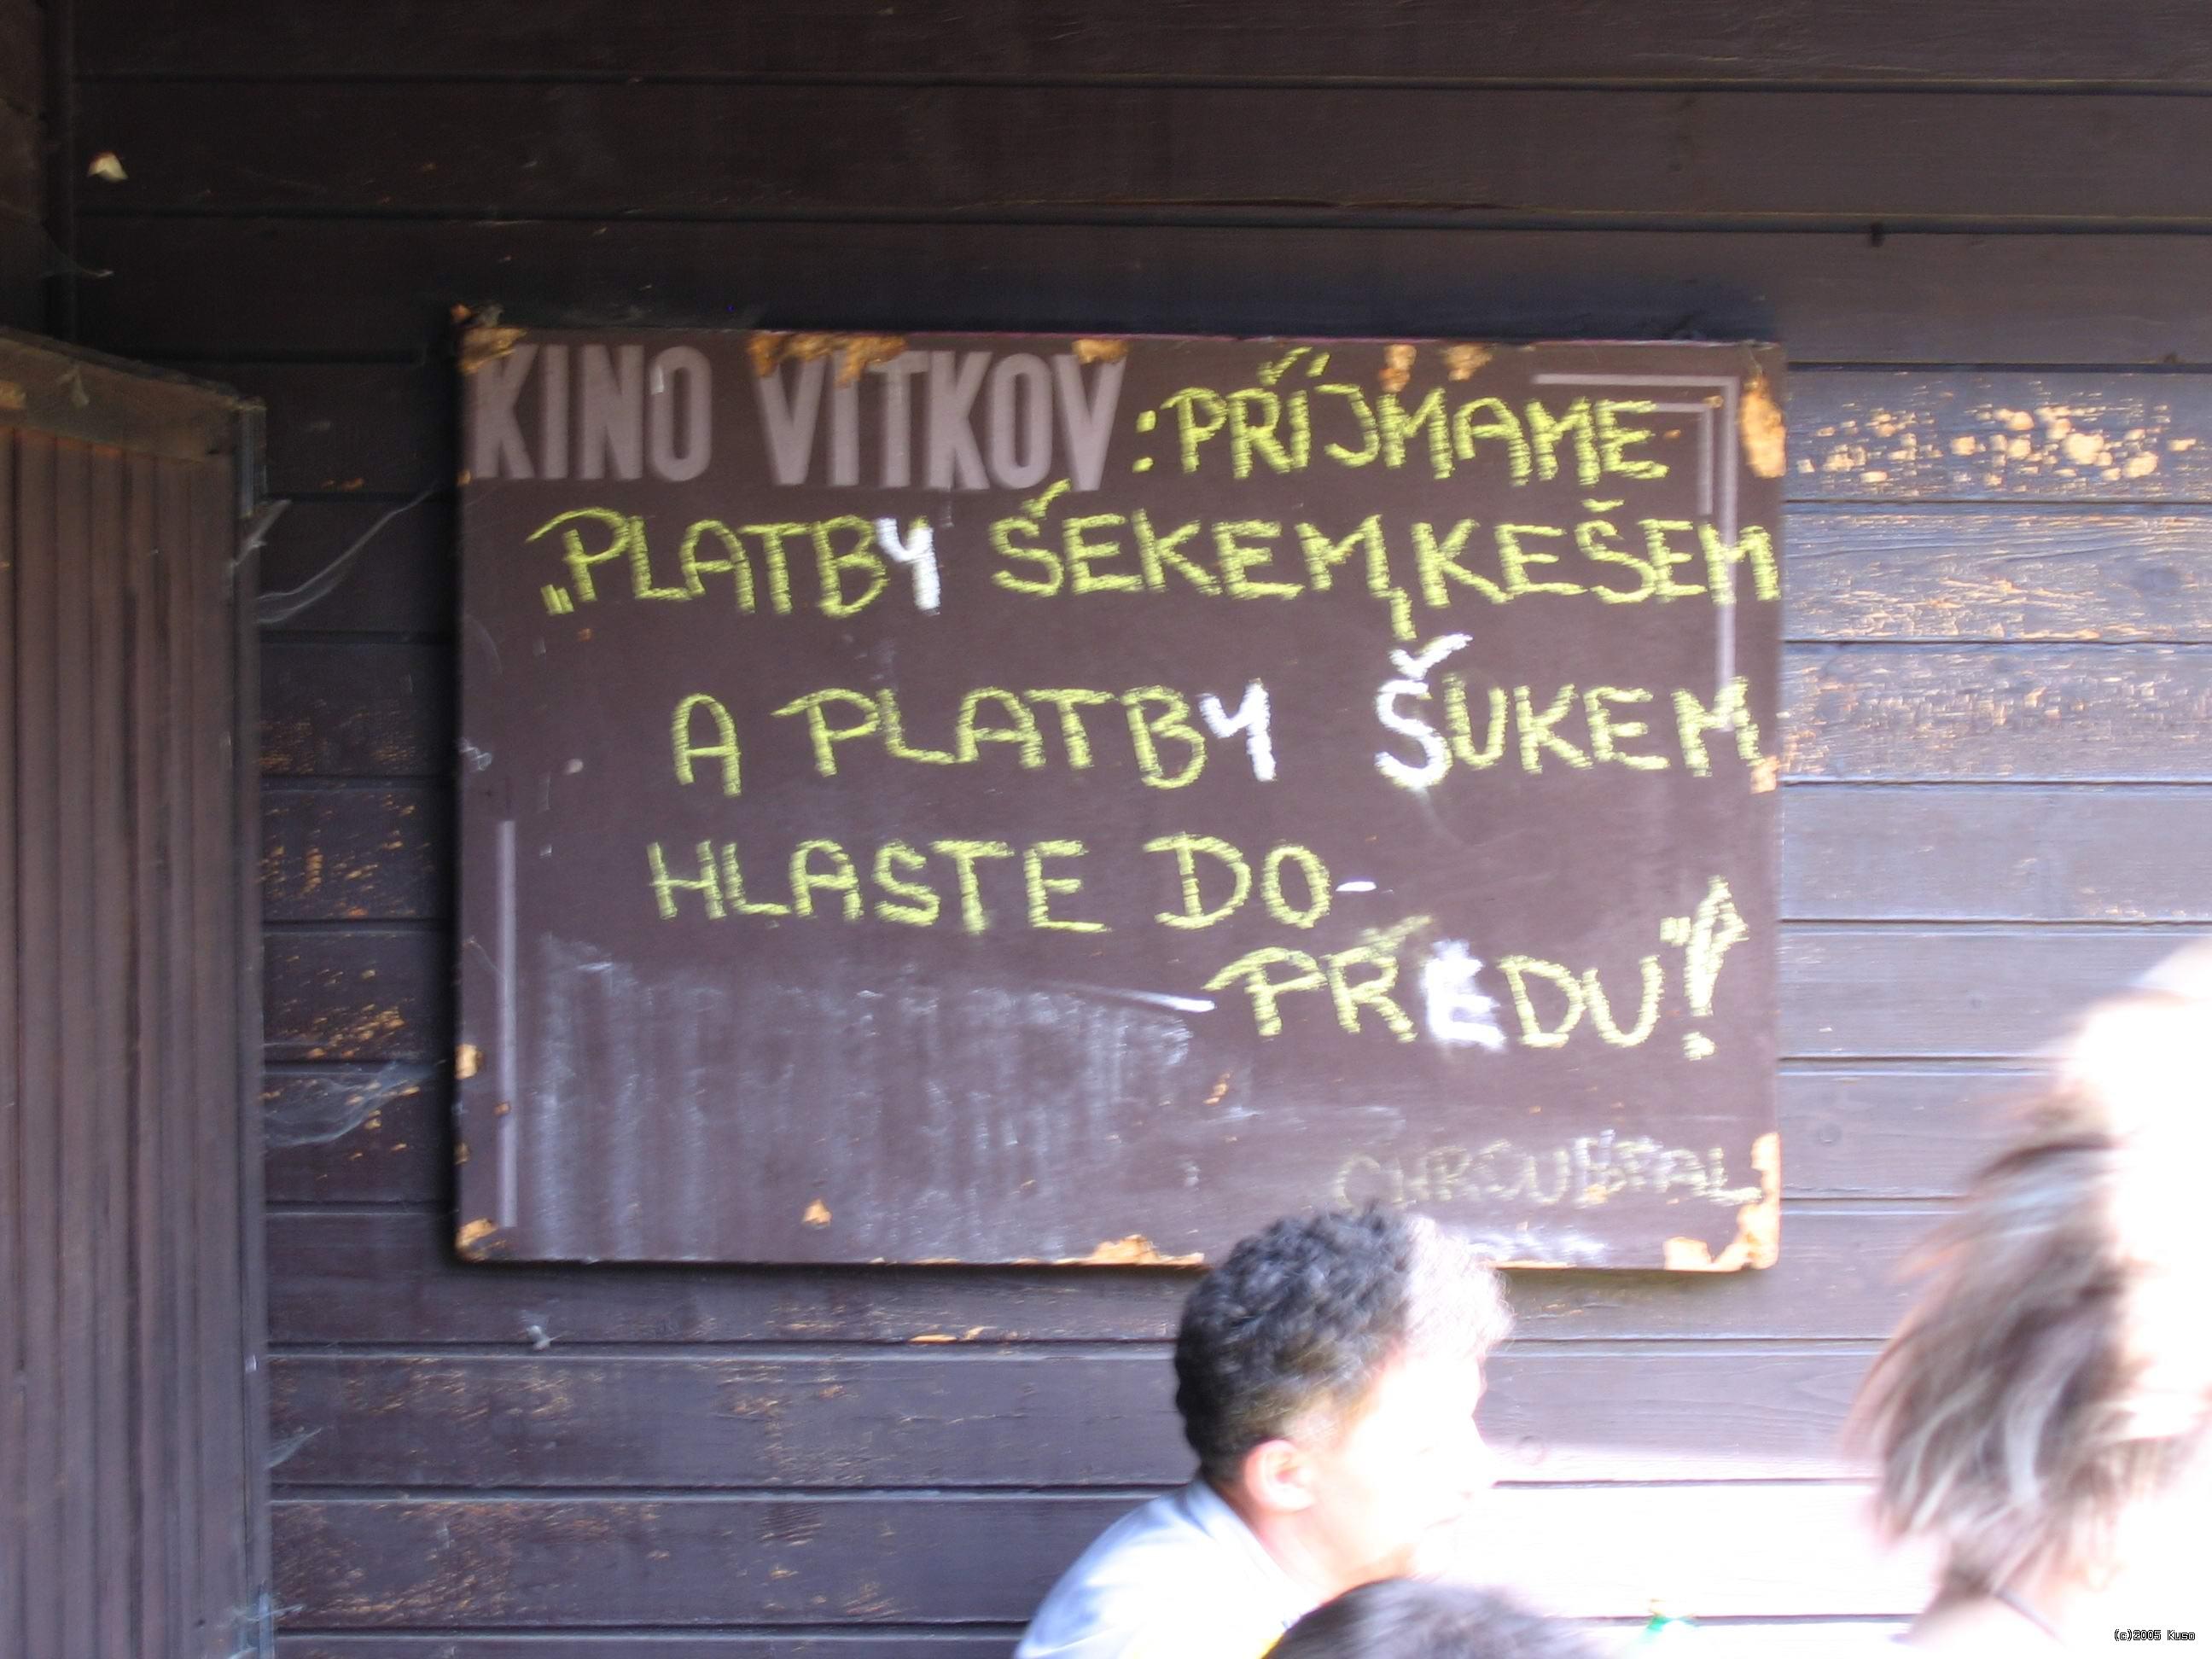 KINO VÍTKOV : PŘÍJMAME
„PLATBY ŠEKEM, KEŠEM
A PLATBY ŠUKEM
HLASTE DO-
PŘEDU"!
(c)2005 Kuso